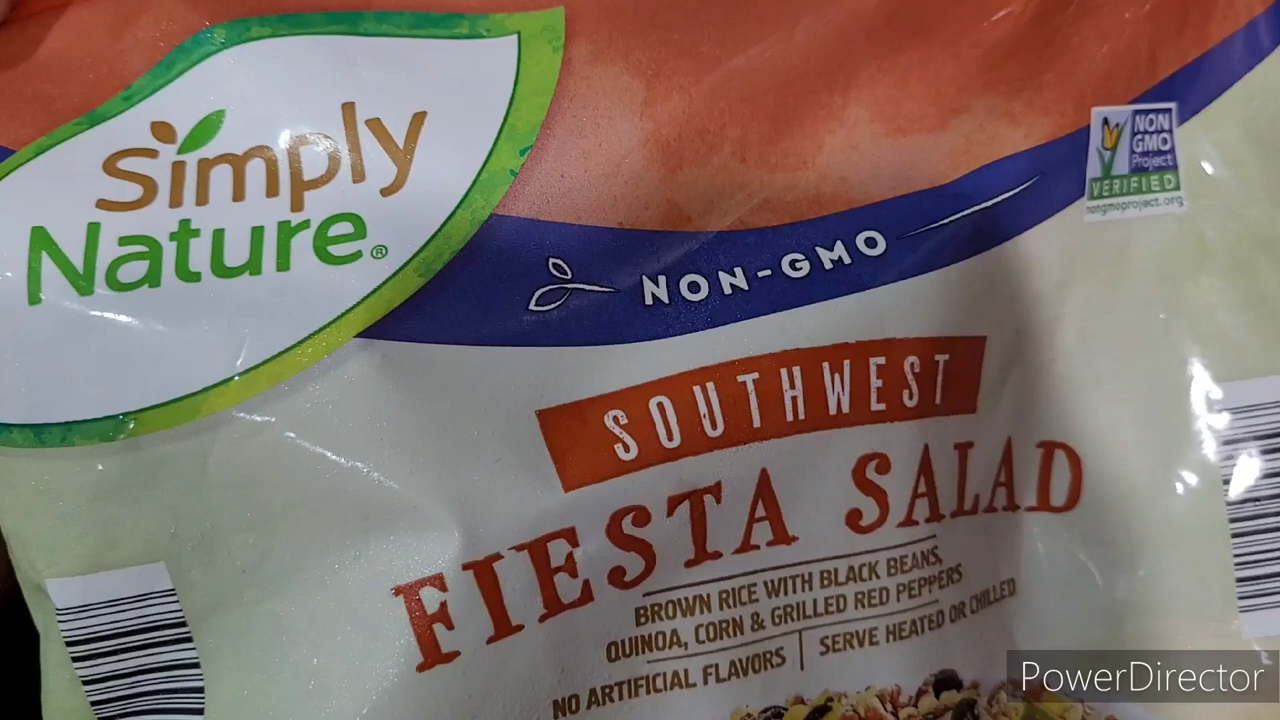 Simply
Nature®
NON-GMO
NON
GMO
Project
VERIFIED
nongmoproject.org
SOUTHWEST
FIESTA SALAD
BROWN RICE WITH BLACK BEANS,
QUINOA, CORN & GRILLED RED PEPPERS
NO ARTIFICIAL FLAVORS | SERVE HEATED OR CHILLED
PowerDirector